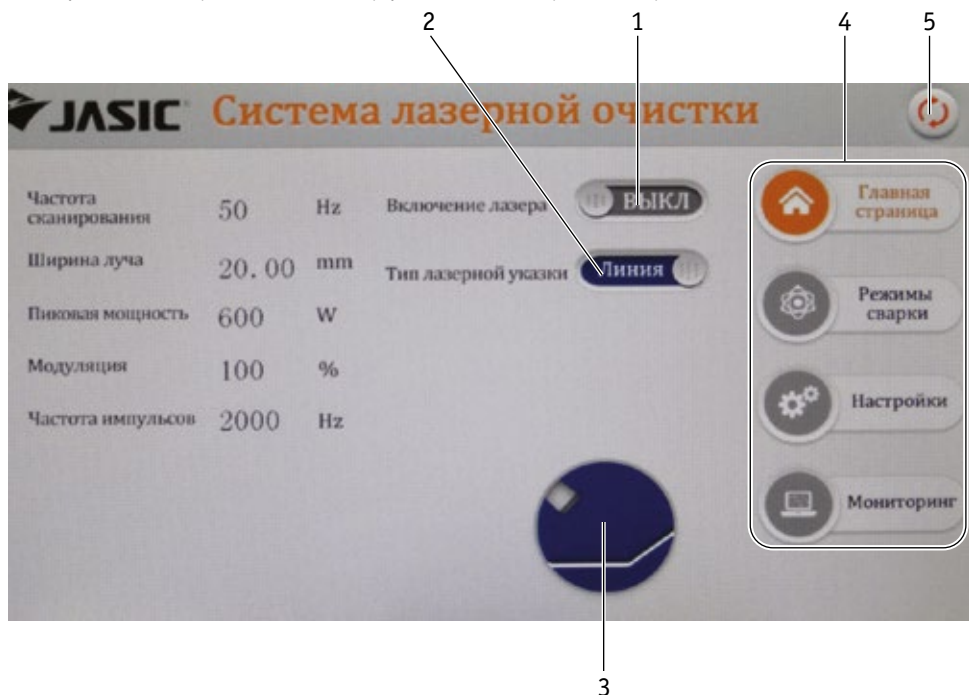 2 1 4 5
JASIC Система лазерной очистки
Частота
сканирования 50 Hz
Включение лазера ВЫКЛ
Главная
страница
Ширина луча 20.00 mm
Тип лазерной указки Линия
Пиковая мощность 600 W
Режимы
сварки
Модуляция 100 %
Настройки
Частота импульсов 2000 Hz
Мониторинг
3